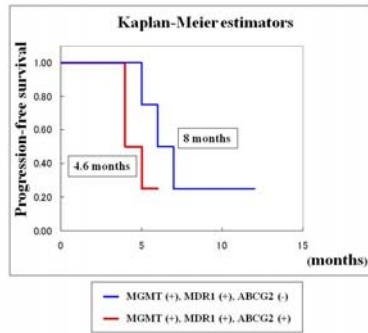 Kaplan-Meier estimators
Progression-free survival
1.00
0.80
0.60
0.40
0.20
0.00
8 months
4.6 months
0
5
10
15
(months)
MGMT (+), MDR1 (+), ABCG2 (-)
MGMT (+), MDR1 (+), ABCG2 (+)